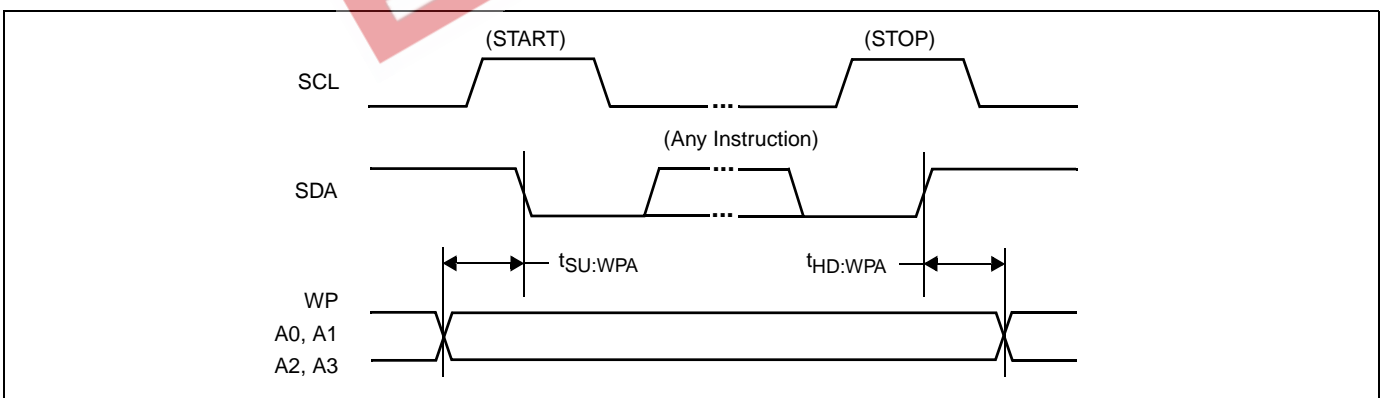 (START)
(STOP)
SCL
...
(Any Instruction)
SDA
...
...
tSU:WPA
tHD:WPA
WP
A0, A1
A2, A3